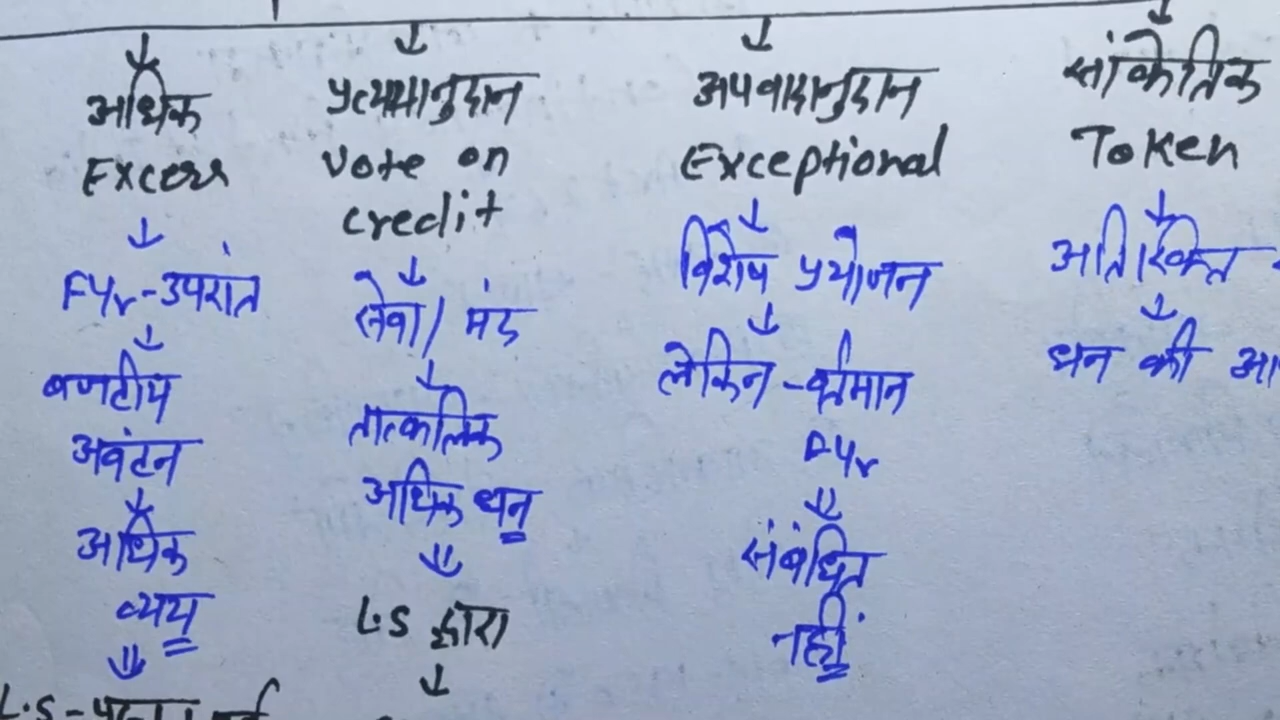 अधिक
Excess
↓
FYr-उपरांत
↓
बजटीय
अवंटन
↓
अधिक
व्यय
⇓
L.S-
प्रत्ययानुदान
Vote on
credit
↓
सेवा/ मद
↓
तात्कालिक
अधिक धन
⇓
L.S द्वारा
↓
अपवादानुदान
Exceptional
↓
विशेष प्रयोजन
↓
लेकिन -वर्तमान
FYr
⇓
संबंधित
नहीं
सांकेतिक
Token
↓
अतिरिक्त
↓
धन की